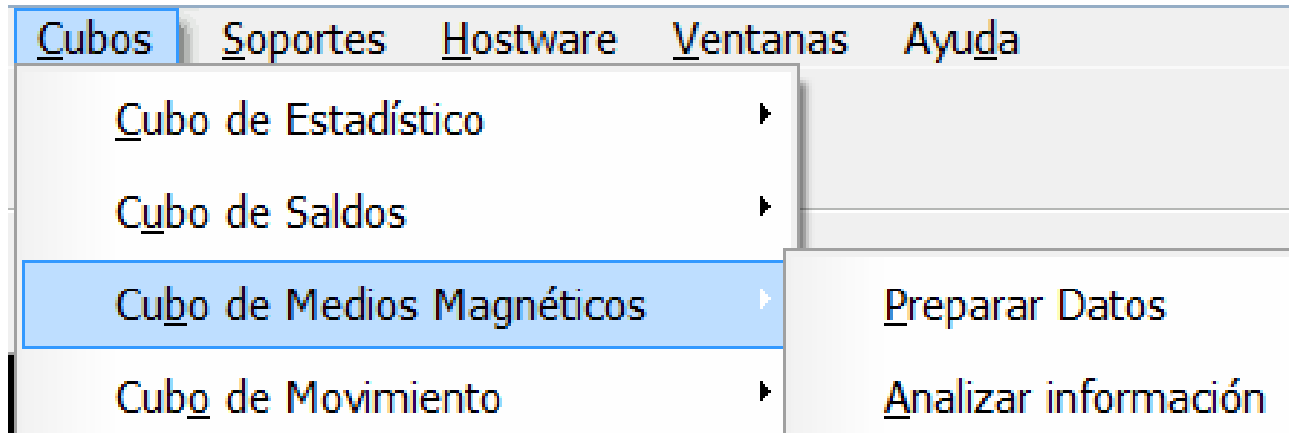 Cubos Soportes Hostware Ventanas Ayuda
Cubo de Estadístico
Cubo de Saldos
Cubo de Medios Magnéticos
Preparar Datos
Cubo de Movimiento
Analizar información